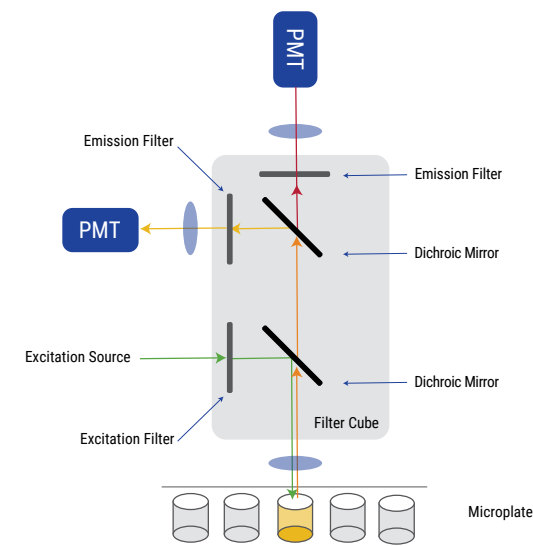 PMT
Emission Filter
Emission Filter
PMT
Dichroic Mirror
Excitation Source
Dichroic Mirror
Filter Cube
Excitation Filter
Microplate